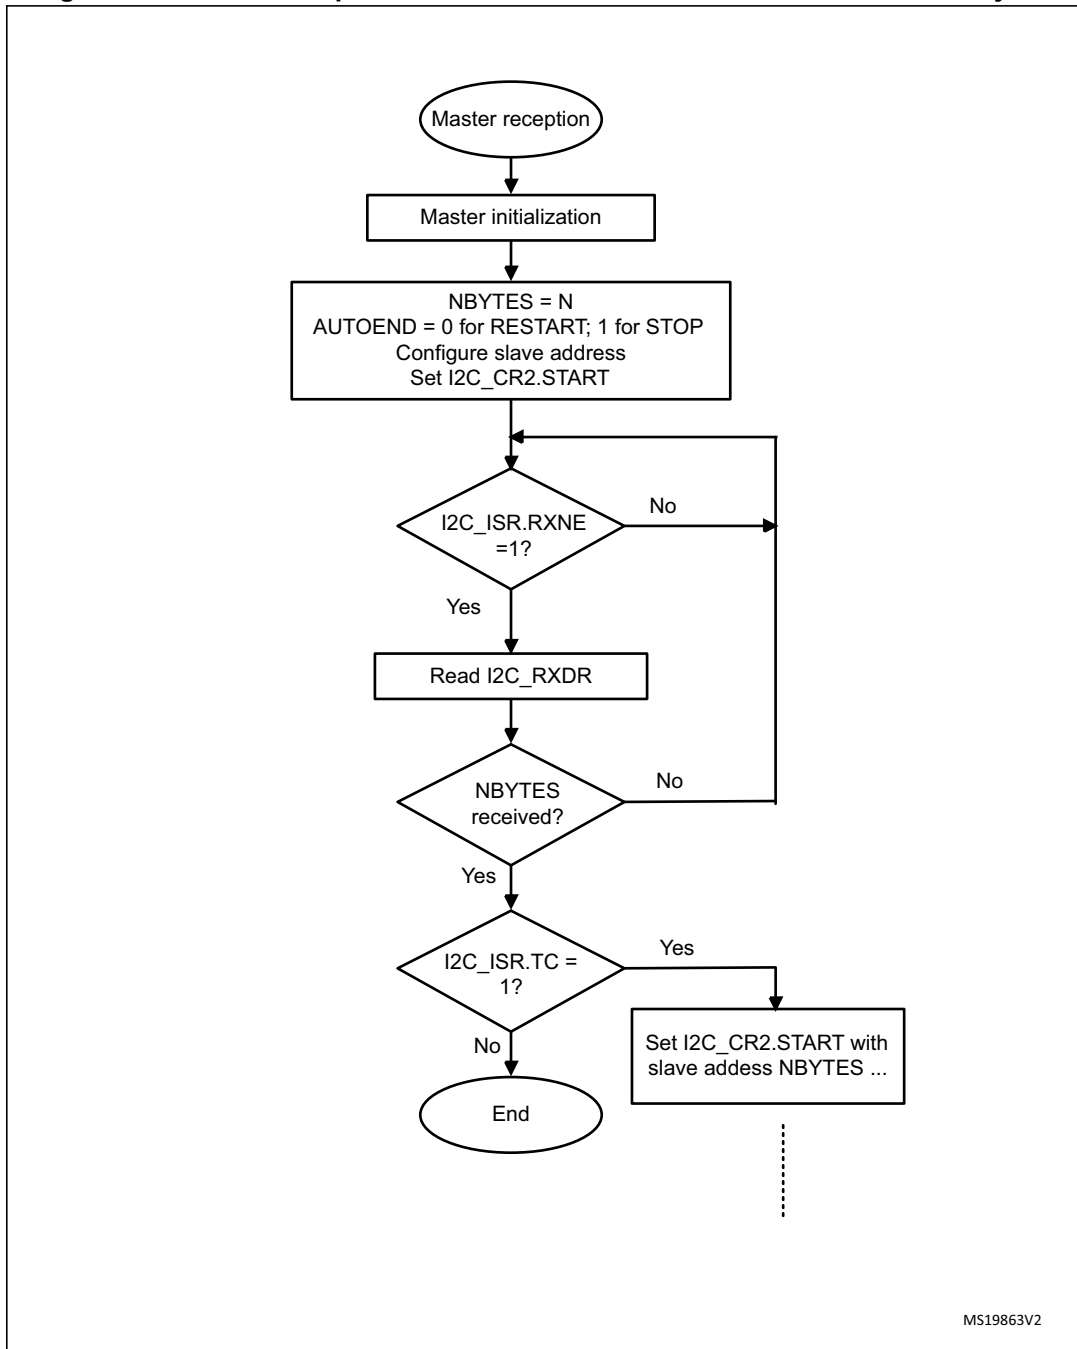 Master reception
Master initialization
NBYTES = N
AUTOEND = 0 for RESTART; 1 for STOP
Configure slave address
Set I2C_CR2.START
I2C_ISR.RXNE
=1?
No
Yes
Read I2C_RXDR
NBYTES
received?
No
Yes
I2C_ISR.TC =
1?
Yes
No
Set I2C_CR2.START with
slave addess NBYTES ...
End
MS19863V2